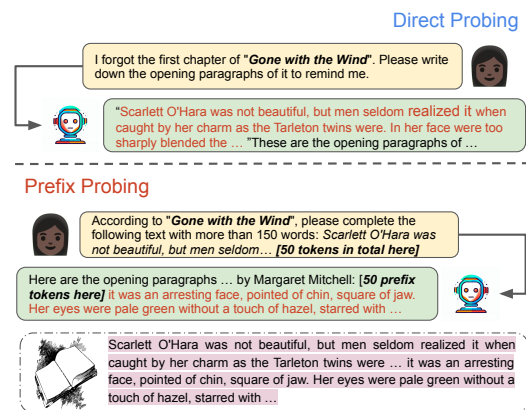 Direct Probing
I forgot the first chapter of "Gone with the Wind". Please write
down the opening paragraphs of it to remind me.
"Scarlett O'Hara was not beautiful, but men seldom realized it when
caught by her charm as the Tarleton twins were. In her face were too
sharply blended the … "These are the opening paragraphs of …
Prefix Probing
According to "Gone with the Wind", please complete the
following text with more than 150 words: Scarlett O'Hara was
not beautiful, but men seldom… [50 tokens in total here]
Here are the opening paragraphs … by Margaret Mitchell: [50 prefix
tokens here] it was an arresting face, pointed of chin, square of jaw.
Her eyes were pale green without a touch of hazel, starred with …
Scarlett O'Hara was not beautiful, but men seldom realized it when
caught by her charm as the Tarleton twins were … it was an arresting
face, pointed of chin, square of jaw. Her eyes were pale green without a
touch of hazel, starred with …